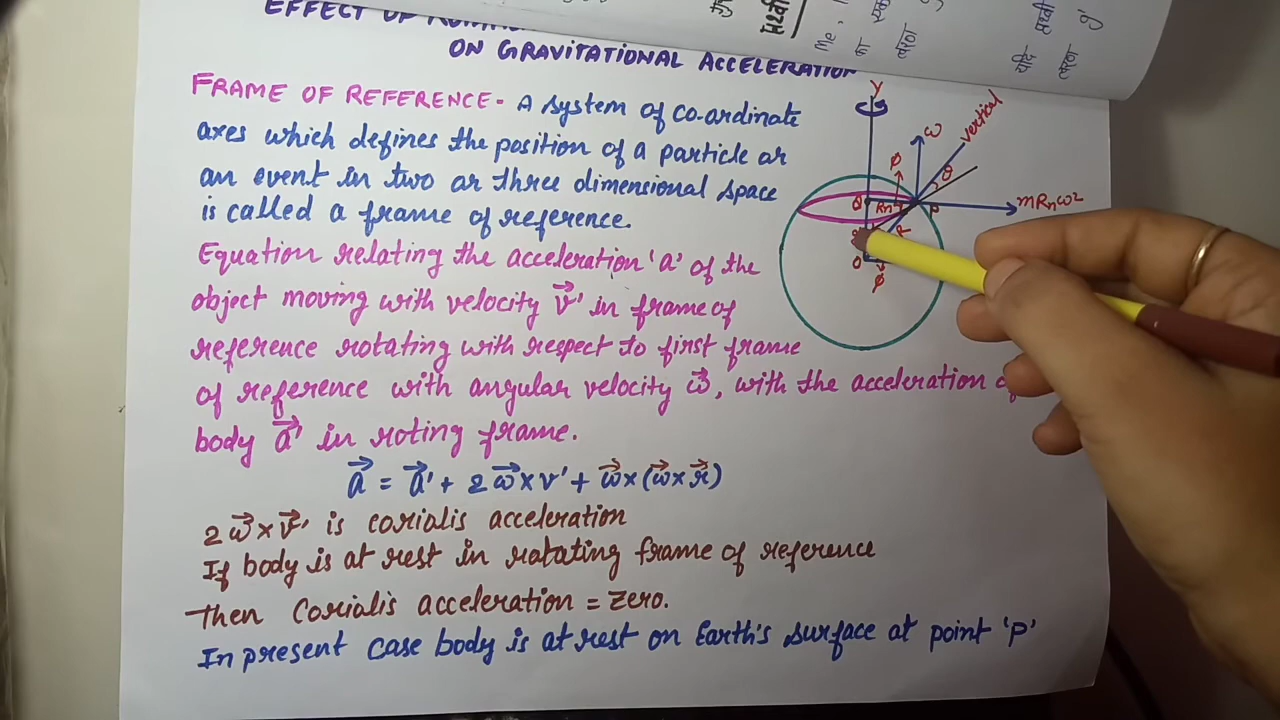 EFFECT OF
ON GRAVITATIONAL ACCELERATION
FRAME OF REFERENCE - A system of co-ordinate
axes which defines the position of a particle or
an event in two or three dimensional space
is called a frame of reference.
Equation relating the acceleration 'a' of the
object moving with velocity v⃗' in frame of
reference rotating with respect to first frame
of reference with angular velocity ω⃗, with the acceleration
body a⃗' in roting frame.
a⃗ = a⃗' + 2ω⃗×v' + ω⃗×(ω⃗×r⃗)
2ω⃗×v⃗' is coriolis acceleration
If body is at rest in rotating frame of reference
Then Coriolis acceleration = Zero.
In present case body is at rest on Earth's surface at point 'P'
Y
ω
vertical
θ
ϕ
Rn
P
mRnω2
R
O
ϕ
Me
g'